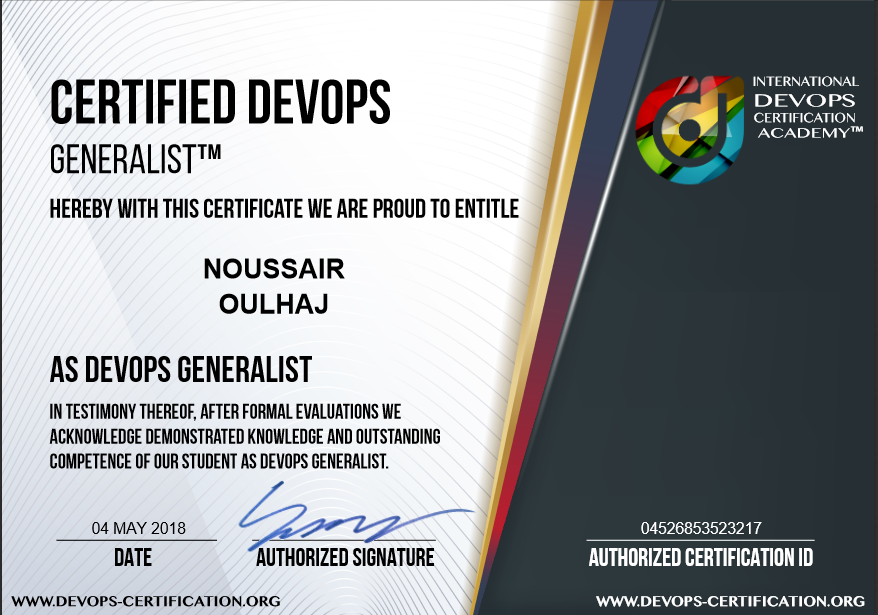 CERTIFIED DEVOPS
GENERALIST™
HEREBY WITH THIS CERTIFICATE WE ARE PROUD TO ENTITLE
NOUSSAIR
OULHAJ
AS DEVOPS GENERALIST
IN TESTIMONY THEREOF, AFTER FORMAL EVALUATIONS WE
ACKNOWLEDGE DEMONSTRATED KNOWLEDGE AND OUTSTANDING
COMPETENCE OF OUR STUDENT AS DEVOPS GENERALIST.
04 MAY 2018
DATE
AUTHORIZED SIGNATURE
WWW.DEVOPS-CERTIFICATION.ORG
INTERNATIONAL
DEVOPS
CERTIFICATION
ACADEMY™
04526853523217
AUTHORIZED CERTIFICATION ID
WWW.DEVOPS-CERTIFICATION.ORG